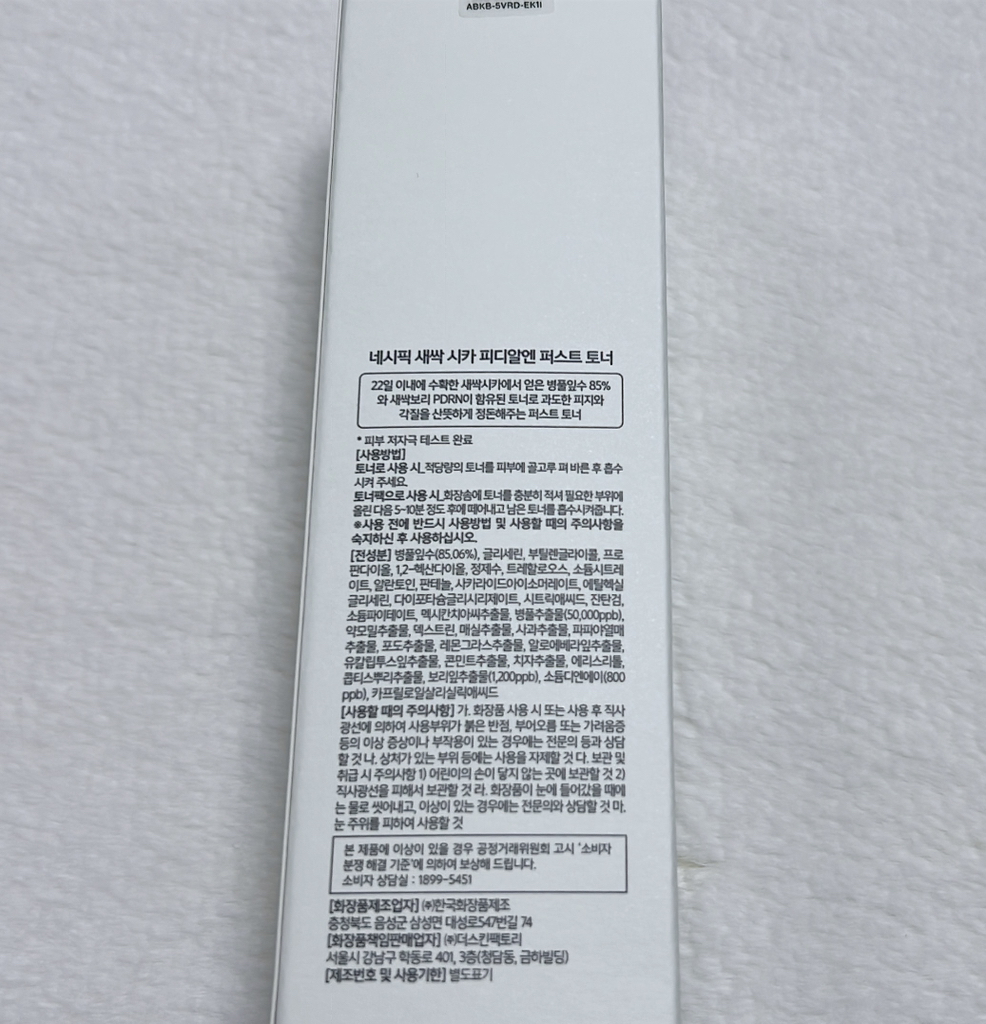 ABKB-5VRD-EK1I
네시픽 새싹 시카 피디알엔 퍼스트 토너
22일 이내에 수확한 새싹시카에서 얻은 병풀잎수 85%
와 새싹보리 PDRN이 함유된 토너로 과도한 피지와
각질을 산뜻하게 정돈해주는 퍼스트 토너
* 피부 저자극 테스트 완료
[사용방법]
토너로 사용 시_적당량의 토너를 피부에 골고루 펴 바른 후 흡수
시켜 주세요.
토너팩으로 사용 시_화장솜에 토너를 충분히 적셔 필요한 부위에
올린 다음 5~10분 정도 후에 떼어내고 남은 토너를 흡수시켜줍니다.
※사용 전에 반드시 사용방법 및 사용할 때의 주의사항을
숙지하신 후 사용하십시오.
[전성분] 병풀잎수(85.06%), 글리세린, 부틸렌글라이콜, 프로
판다이올, 1,2-헥산다이올, 정제수, 트레할로오스, 소듐시트레
이트, 알란토인, 판테놀, 사카라이드아이소머레이트, 에틸헥실
글리세린, 다이포타슘글리시리제이트, 시트릭애씨드, 잔탄검,
소듐파이테이트, 멕시칸치아씨추출물, 병풀추출물(50,000ppb),
약모밀추출물, 덱스트린, 매실추출물, 사과추출물, 파파야열매
추출물, 포도추출물, 레몬그라스추출물, 알로에베라잎추출물,
유칼립투스잎추출물, 콘민트추출물, 치자추출물, 에리스리톨,
콥티스뿌리추출물, 보리잎추출물(1,200ppb), 소듐디엔에이(800
ppb), 카프릴로일살리실릭애씨드
[사용할 때의 주의사항] 가. 화장품 사용 시 또는 사용 후 직사
광선에 의하여 사용부위가 붉은 반점, 부어오름 또는 가려움증
등의 이상 증상이나 부작용이 있는 경우에는 전문의 등과 상담
할 것 나. 상처가 있는 부위 등에는 사용을 자제할 것 다. 보관 및
취급 시 주의사항 1) 어린이의 손이 닿지 않는 곳에 보관할 것 2)
직사광선을 피해서 보관할 것 라. 화장품이 눈에 들어갔을 때에
는 물로 씻어내고, 이상이 있는 경우에는 전문의와 상담할 것 마.
눈 주위를 피하여 사용할 것
본 제품에 이상이 있을 경우 공정거래위원회 고시 '소비자
분쟁 해결 기준'에 의하여 보상해 드립니다.
소비자 상담실 : 1899-5451
[화장품제조업자] ㈜한국화장품제조
충청북도 음성군 삼성면 대성로547번길 74
[화장품책임판매업자] ㈜더스킨팩토리
서울시 강남구 학동로 401, 3층(청담동, 금하빌딩)
[제조번호 및 사용기한] 별도표기